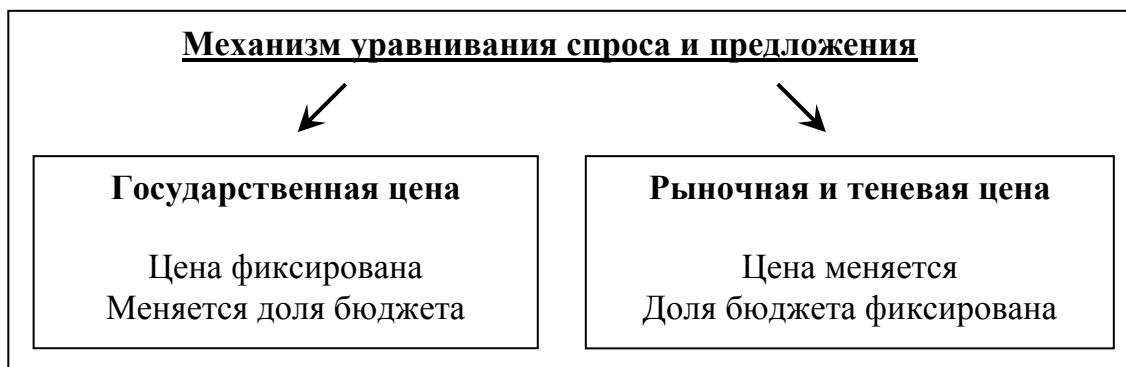 Механизм уравнивания спроса и предложения
Государственная цена
Цена фиксирована
Меняется доля бюджета
Рыночная и теневая цена
Цена меняется
Доля бюджета фиксирована